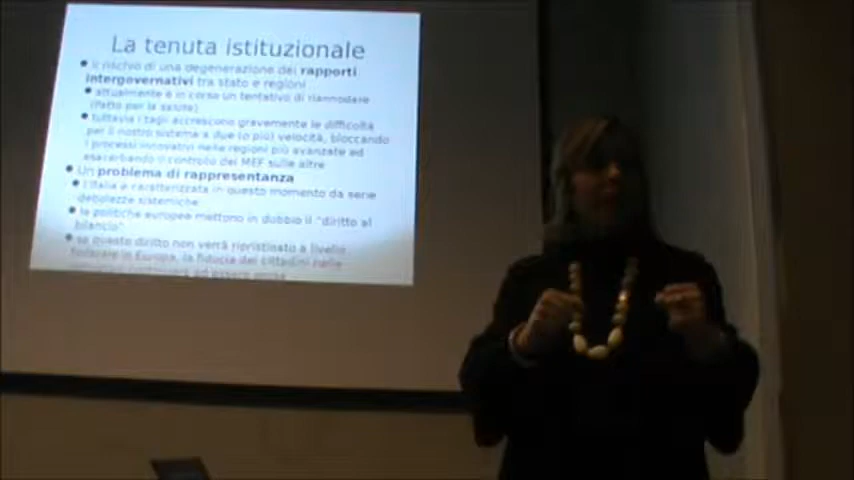 La tenuta istituzionale
Il rischio di una degenerazione dei rapporti
intergovernativi tra stato e regioni
attualmente è in corso un tentativo di riannodare
(Patto per la salute)
tuttavia i tagli accrescono gravemente le difficoltà
per il nostro sistema a due (o più) velocità, bloccando
i processi innovativi nelle regioni più avanzate ed
esacerbando il controllo del MEF sulle altre
Un problema di rappresentanza
l'Italia è caratterizzata in questo momento da serie
debolezze sistemiche
le politiche europee mettono in dubbio il "diritto al
bilancio"
se questo diritto non verrà ripristinato a livello
federale in Europa, la fiducia dei cittadini nelle
continuerà ad essere